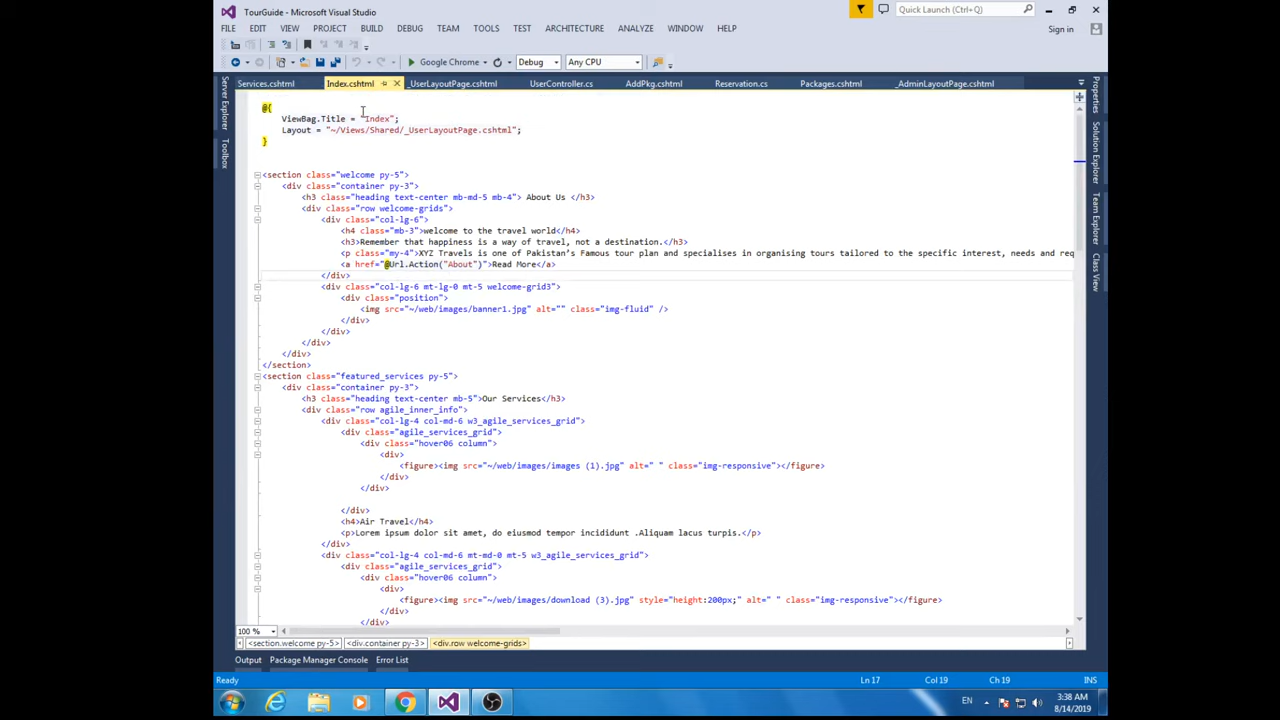 TourGuide - Microsoft Visual Studio
Quick Launch (Ctrl+Q)
FILE EDIT VIEW PROJECT BUILD DEBUG TEAM TOOLS TEST ARCHITECTURE ANALYZE WINDOW HELP
Sign in
Google Chrome Debug Any CPU
Services.cshtml Index.cshtml _UserLayoutPage.cshtml UserController.cs AddPkg.cshtml Reservation.cs Packages.cshtml _AdminLayoutPage.cshtml
Server Explorer
Toolbox
Properties
Solution Explorer
Team Explorer
Class View
@{
ViewBag.Title = "Index";
Layout = "~/Views/Shared/_UserLayoutPage.cshtml";
}
<section class="welcome py-5">
<div class="container py-3">
<h3 class="heading text-center mb-md-5 mb-4"> About Us </h3>
<div class="row welcome-grids">
<div class="col-lg-6">
<h4 class="mb-3">welcome to the travel world</h4>
<h3>Remember that happiness is a way of travel, not a destination.</h3>
<p class="my-4">XYZ Travels is one of Pakistan’s Famous tour plan and specialises in organising tours tailored to the specific interest, needs and req
<a href="@Url.Action("About")">Read More</a>
</div>
<div class="col-lg-6 mt-lg-0 mt-5 welcome-grid3">
<div class="position">
<img src="~/web/images/banner1.jpg" alt="" class="img-fluid" />
</div>
</div>
</div>
</div>
</section>
<section class="featured_services py-5">
<div class="container py-3">
<h3 class="heading text-center mb-5">Our Services</h3>
<div class="row agile_inner_info">
<div class="col-lg-4 col-md-6 w3_agile_services_grid">
<div class="agile_services_grid">
<div class="hover06 column">
<div>
<figure><img src="~/web/images/images (1).jpg" alt=" " class="img-responsive"></figure>
</div>
</div>
</div>
<h4>Air Travel</h4>
<p>Lorem ipsum dolor sit amet, do eiusmod tempor incididunt .Aliquam lacus turpis.</p>
</div>
<div class="col-lg-4 col-md-6 mt-md-0 mt-5 w3_agile_services_grid">
<div class="agile_services_grid">
<div class="hover06 column">
<div>
<figure><img src="~/web/images/download (3).jpg" style="height:200px;" alt=" " class="img-responsive"></figure>
</div>
</div>
100 %
<section.welcome py-5> <div.container py-3> <div.row welcome-grids>
Output Package Manager Console Error List
Ready Ln 17 Col 19 Ch 19 INS
EN 3:38 AM
8/14/2019